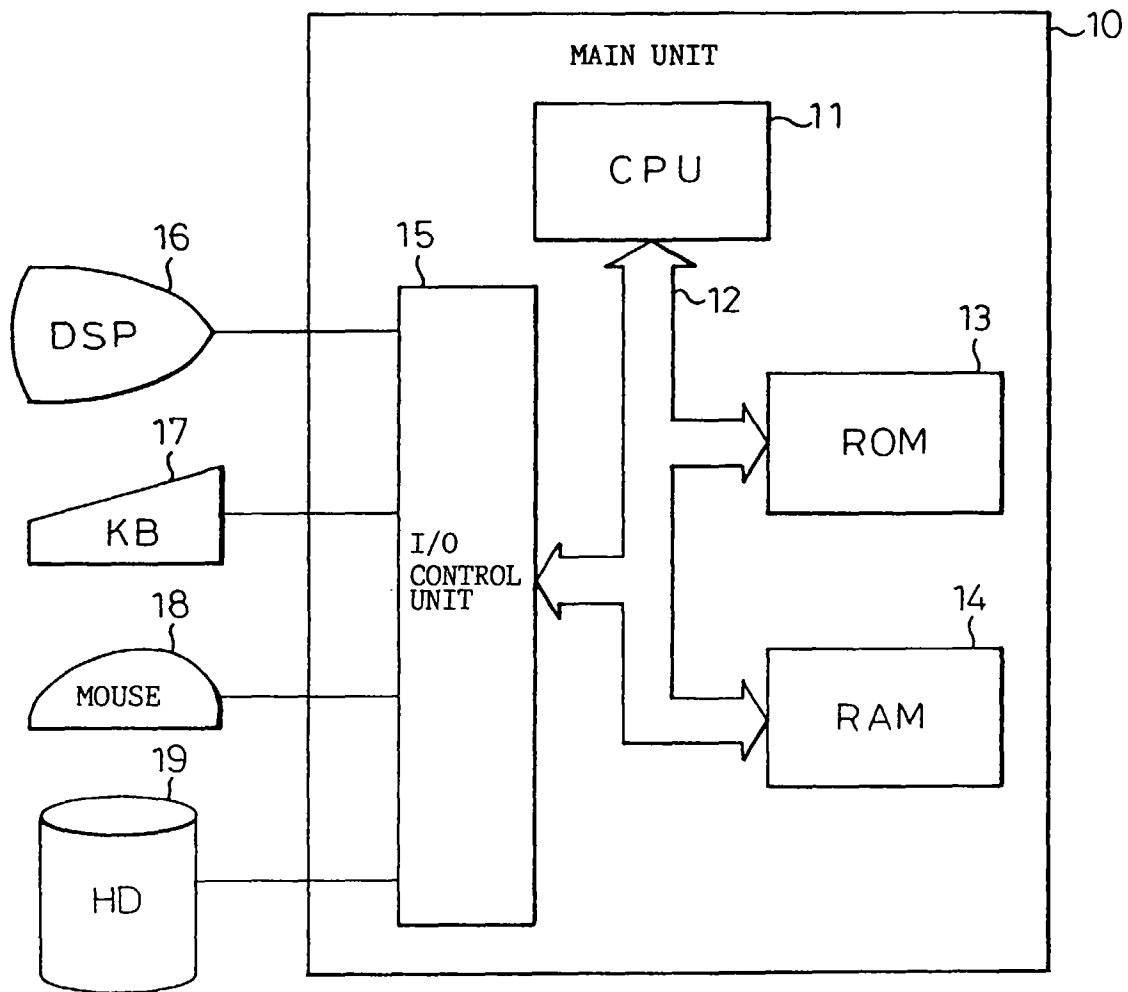 10
MAIN UNIT
11
CPU
16
15
12
DSP
13
17
ROM
KB
I/O
CONTROL
UNIT
18
14
MOUSE
RAM
19
HD